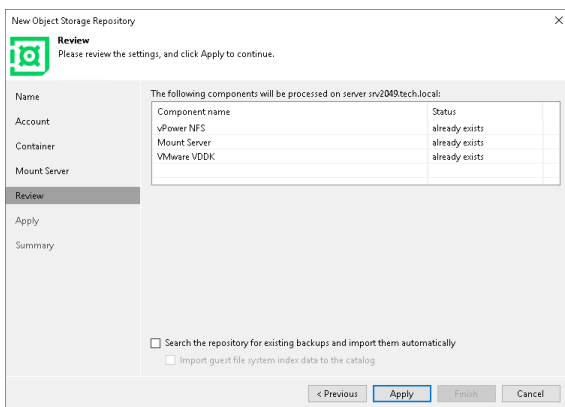 New Object Storage Repository
Review
Please review the settings, and click Apply to continue.
Name
Account
Container
Mount Server
Review
Apply
Summary
The following components will be processed on server srv2049.tech.local:
Component name Status
vPower NFS already exists
Mount Server already exists
VMware VDDK already exists
Search the repository for existing backups and import them automatically
Import guest file system index data to the catalog
< Previous Apply Finish Cancel